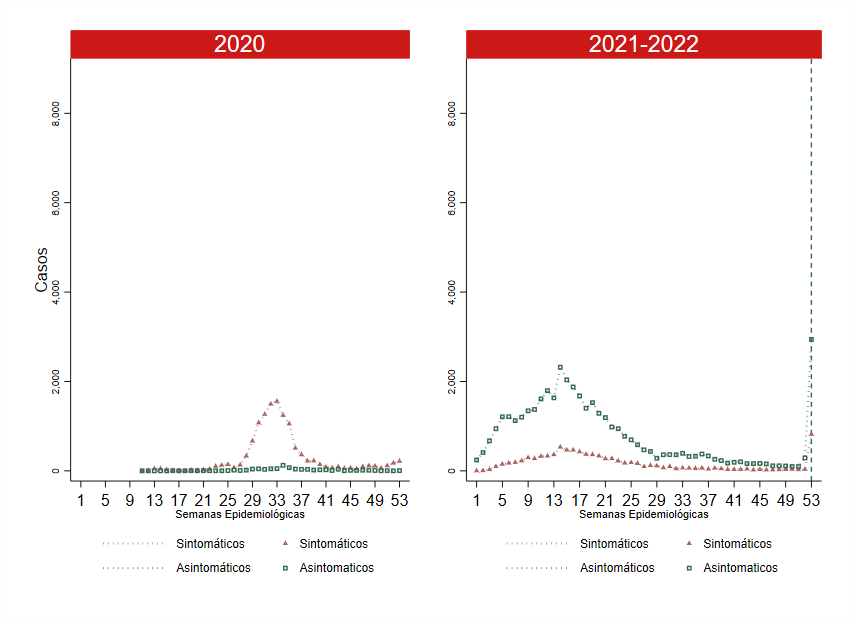 2020
2021-2022
8,000
6,000
4,000
2,000
0
Casos
8,000
6,000
4,000
2,000
0
1 5 9 13 17 21 25 29 33 37 41 45 49 53
1 5 9 13 17 21 25 29 33 37 41 45 49 53
Semanas Epidemiológicas
Semanas Epidemiológicas
Sintomáticos Sintomáticos
Asintomáticos Asintomaticos
Sintomáticos Sintomáticos
Asintomáticos Asintomaticos